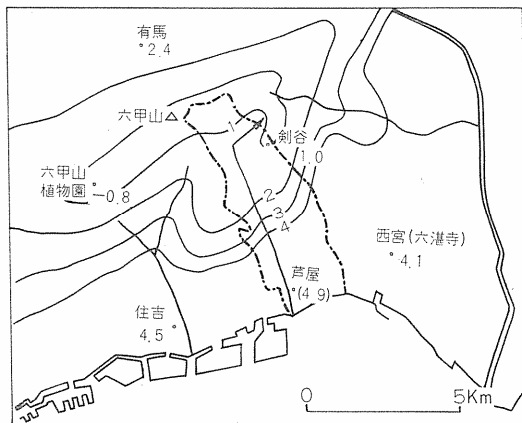 有馬
2.4
六甲山
1
剣谷
1.0
六甲山
植物園
-0.8
2
3
4
西宮(六湛寺)
4.1
芦屋
(4.9)
住吉
4.5
0
5Km